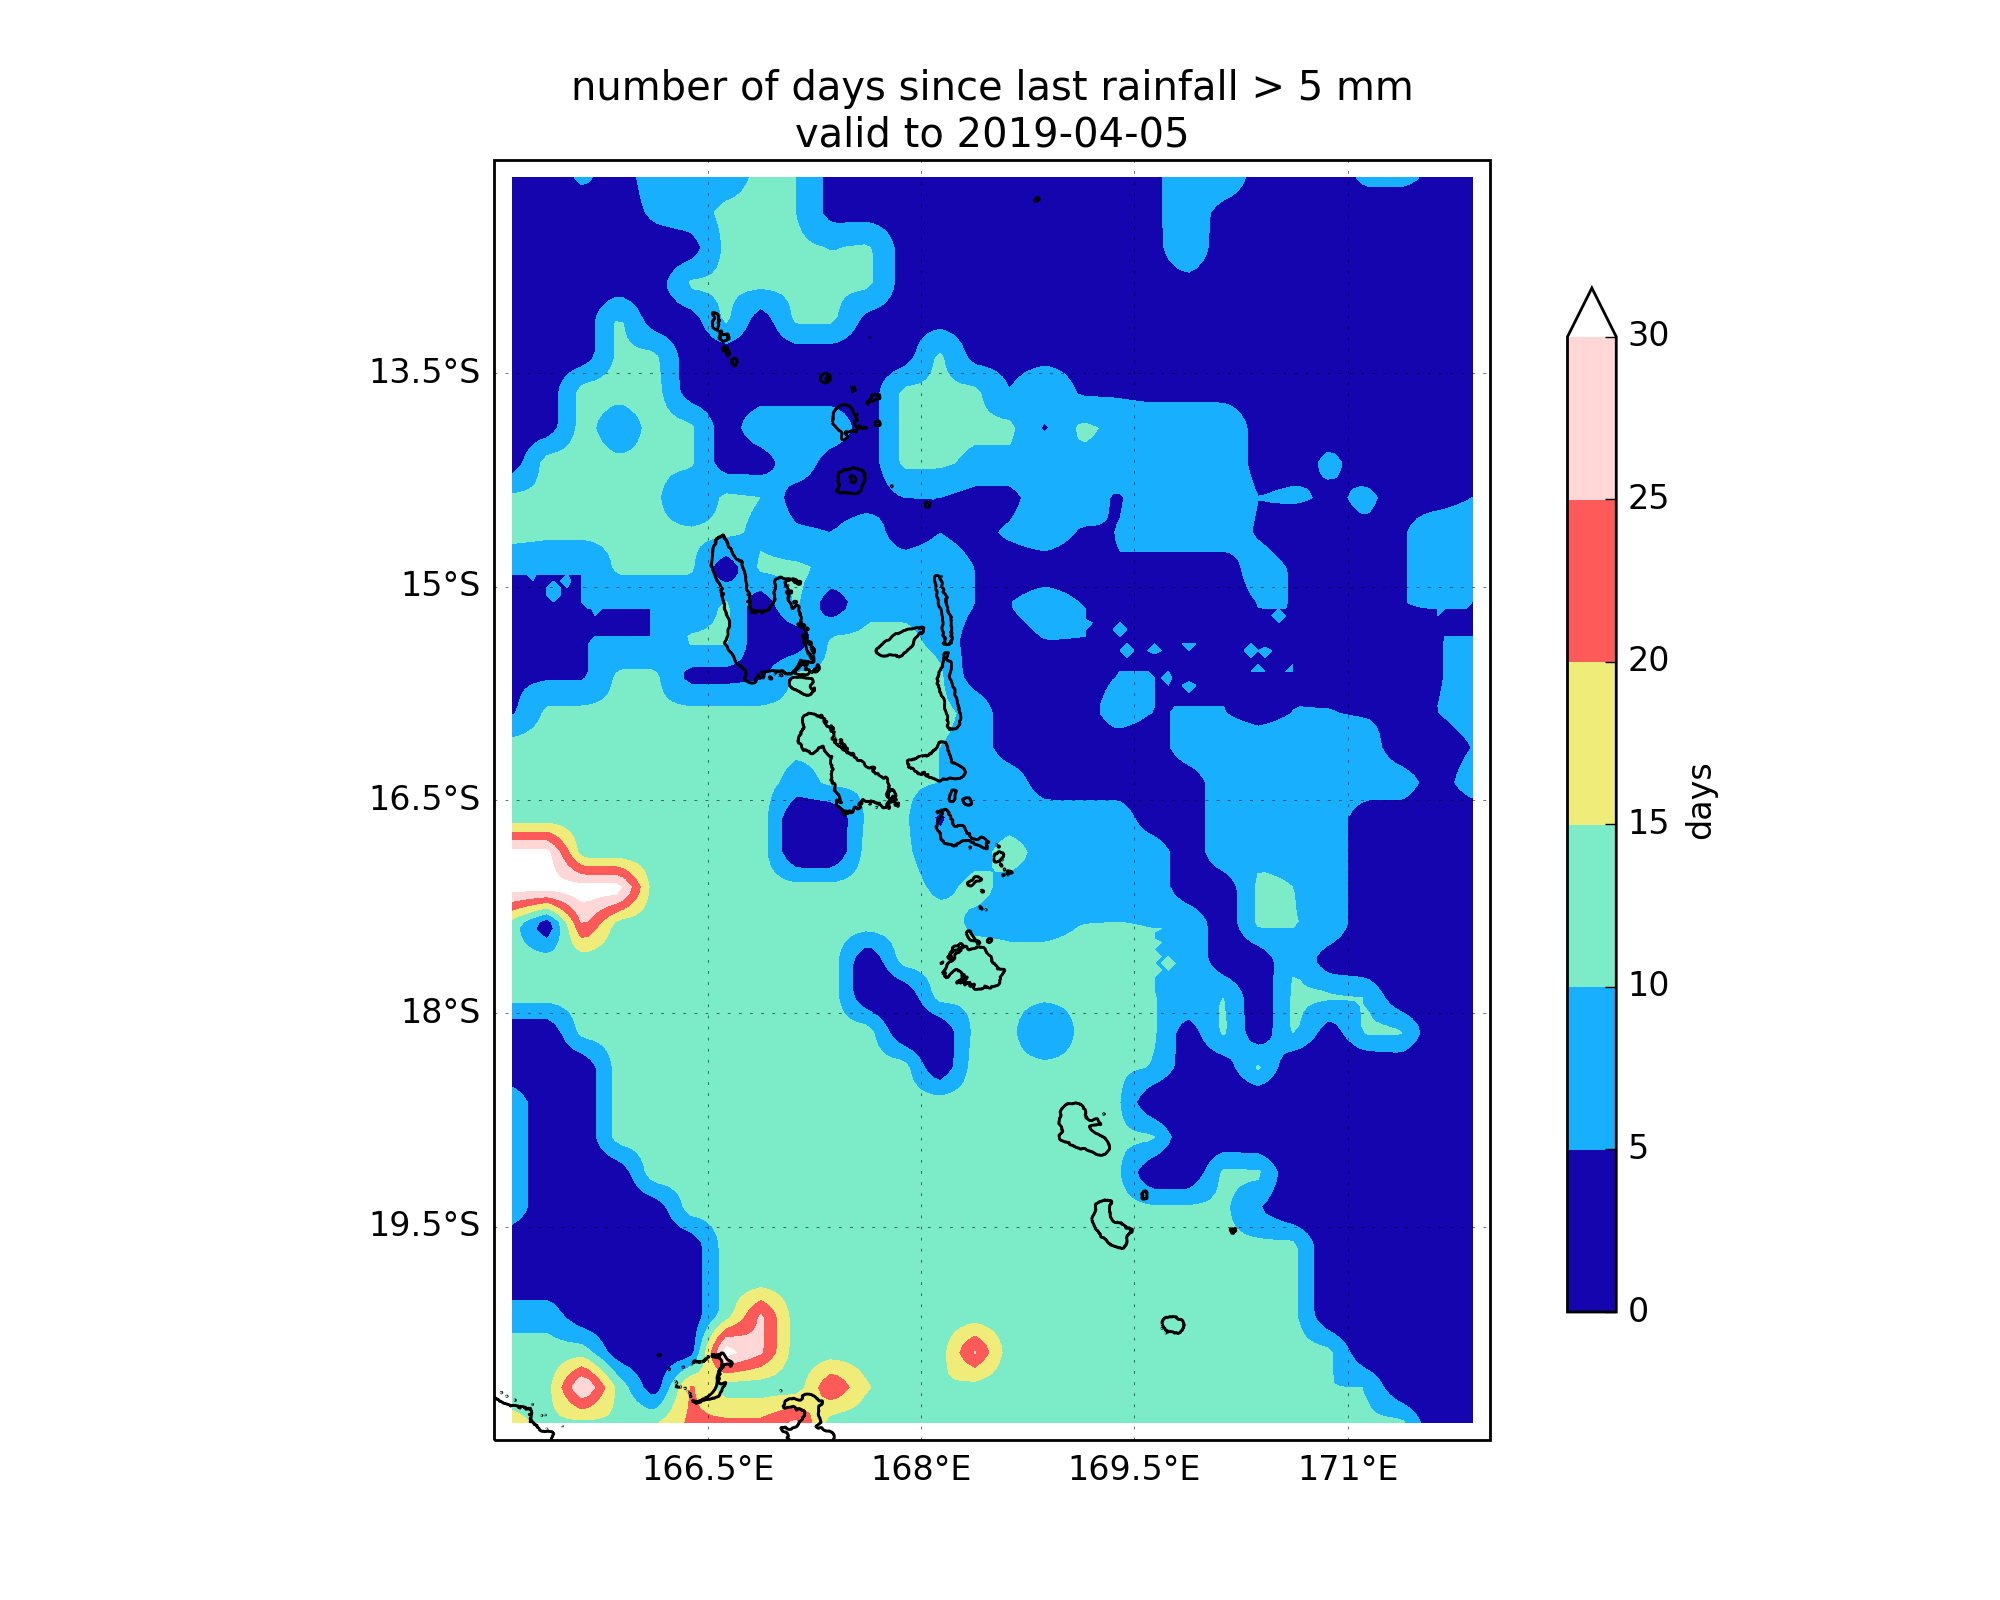 number of days since last rainfall > 5 mm
valid to 2019-04-05
13.5°S
15°S
16.5°S
18°S
19.5°S
166.5°E
168°E
169.5°E
171°E
30
25
20
15
10
5
0
days